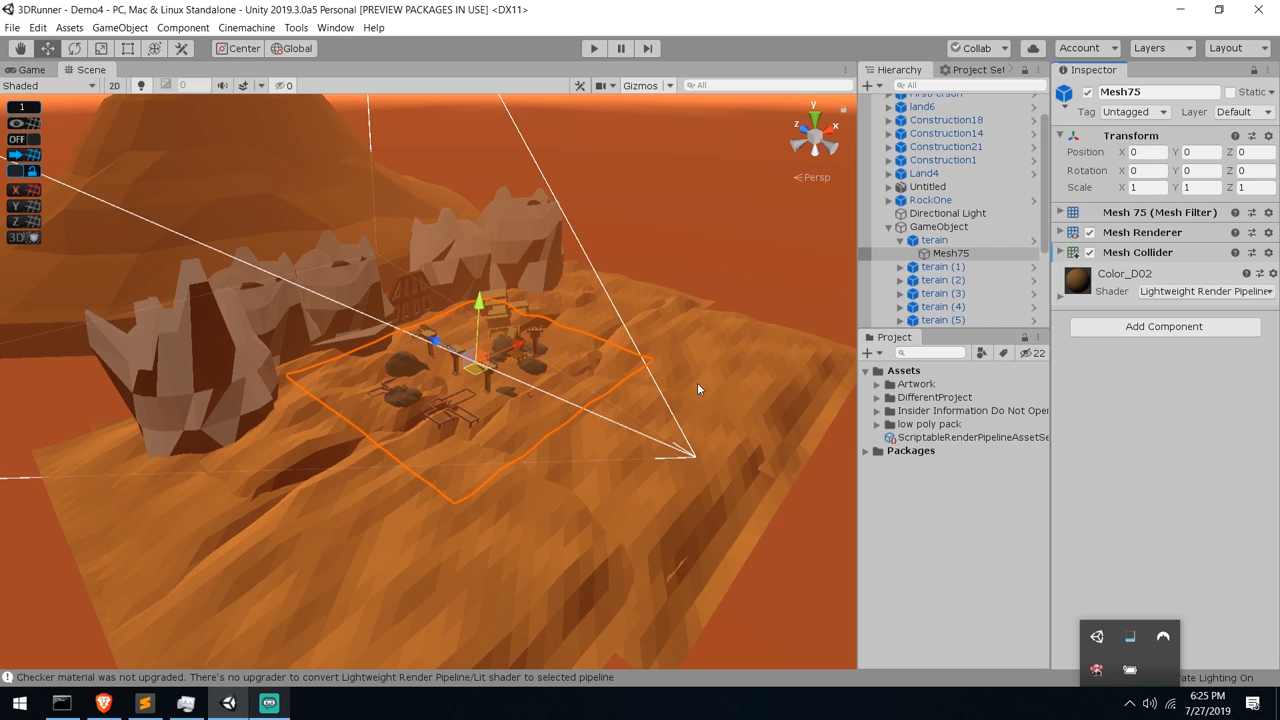 3DRunner - Demo4 - PC, Mac & Linux Standalone - Unity 2019.3.0a5 Personal [PREVIEW PACKAGES IN USE] <DX11>
File Edit Assets GameObject Component Cinemachine Tools Window Help
Center Global Collab Account Layers Layout
Game Scene
Shaded 2D 0 0 Gizmos All
1
OFF
X
Y
Z
3D
y
z x
Persp
Hierarchy Project Set
All
land6
Construction18
Construction14
Construction21
Construction1
Land4
Untitled
RockOne
Directional Light
GameObject
terain
Mesh75
terain (1)
terain (2)
terain (3)
terain (4)
terain (5)
Project
22
Assets
Artwork
DifferentProject
Insider Information Do Not Oper
low poly pack
ScriptableRenderPipelineAssetSe
Packages
Inspector
Mesh75 Static
Tag Untagged Layer Default
Transform
Position X 0 Y 0 Z 0
Rotation X 0 Y 0 Z 0
Scale X 1 Y 1 Z 1
Mesh 75 (Mesh Filter)
Mesh Renderer
Mesh Collider
Color_D02
Shader Lightweight Render Pipeline
Add Component
Checker material was not upgraded. There's no upgrader to convert Lightweight Render Pipeline/Lit shader to selected pipeline
rate Lighting On
6:25 PM
7/27/2019